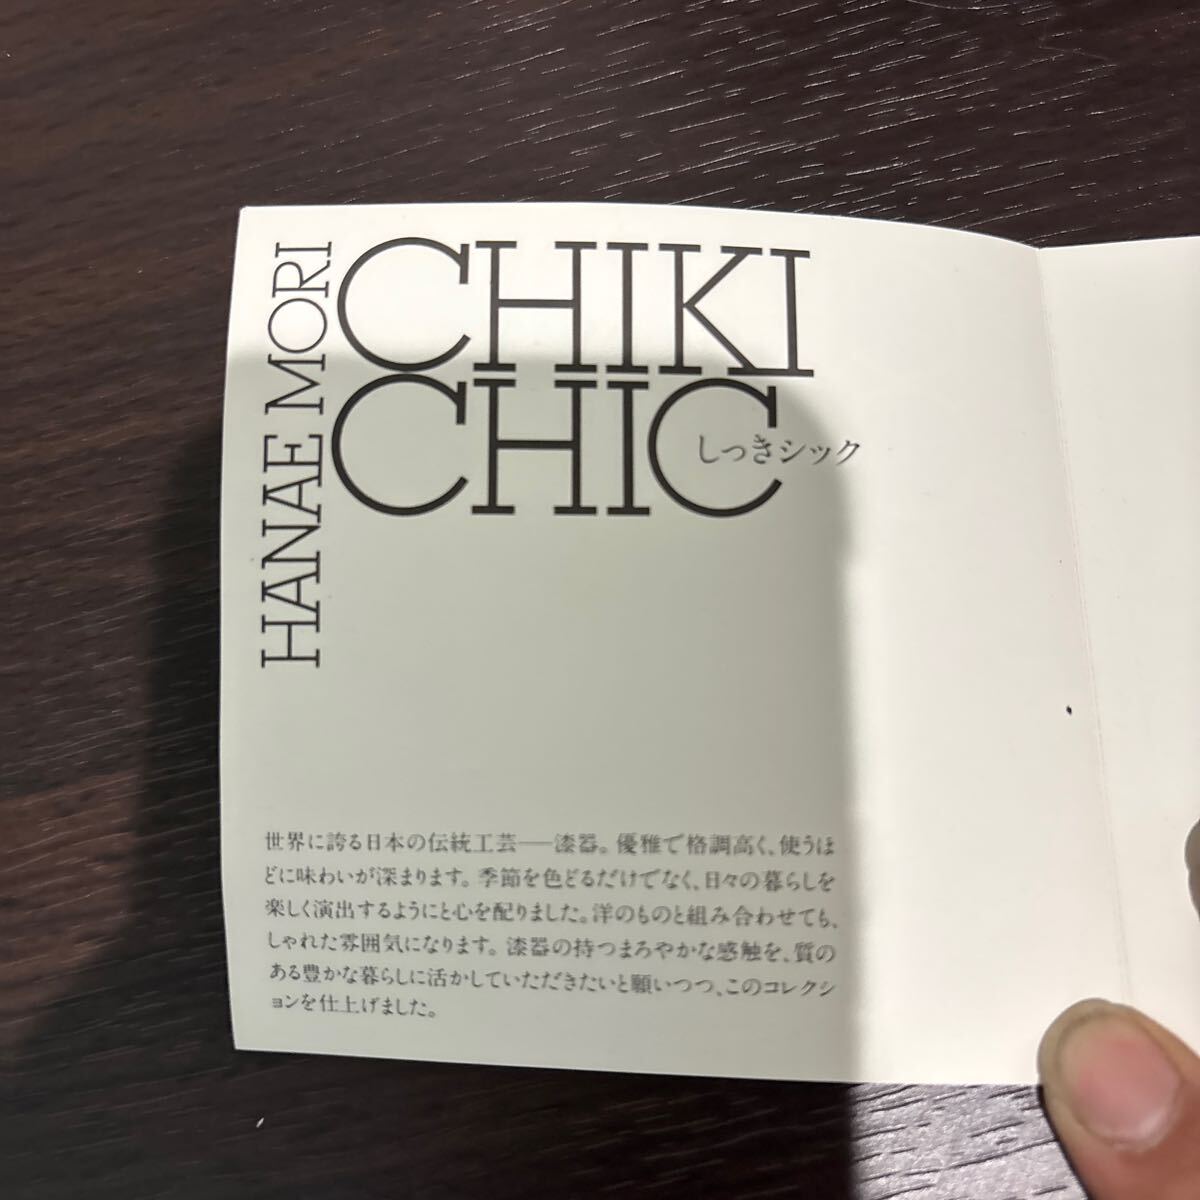 HANAE MORI
CHIKI
CHIC
しっきシック
世界に誇る日本の伝統工芸――漆器。優雅で格調高く、使うほ
どに味わいが深まります。季節を色どるだけでなく、日々の暮らしを
楽しく演出するようにと心を配りました。洋のものと組み合わせても、
しゃれた雰囲気になります。漆器の持つまろやかな感触を、質の
ある豊かな暮らしに活かしていただきたいと願いつつ、このコレクシ
ョンを仕上げました。